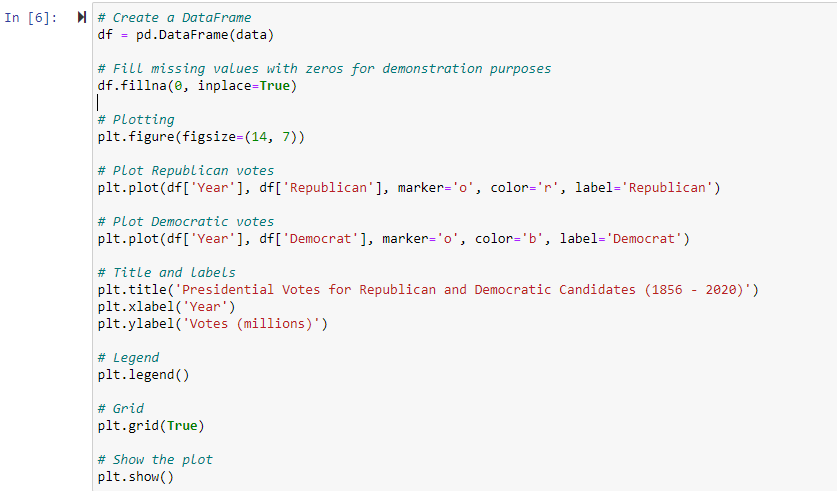 In [6]:
# Create a DataFrame
df = pd.DataFrame(data)
# Fill missing values with zeros for demonstration purposes
df.fillna(0, inplace=True)
# Plotting
plt.figure(figsize=(14, 7))
# Plot Republican votes
plt.plot(df['Year'], df['Republican'], marker='o', color='r', label='Republican')
# Plot Democratic votes
plt.plot(df['Year'], df['Democrat'], marker='o', color='b', label='Democrat')
# Title and labels
plt.title('Presidential Votes for Republican and Democratic Candidates (1856 - 2020)')
plt.xlabel('Year')
plt.ylabel('Votes (millions)')
# Legend
plt.legend()
# Grid
plt.grid(True)
# Show the plot
plt.show()